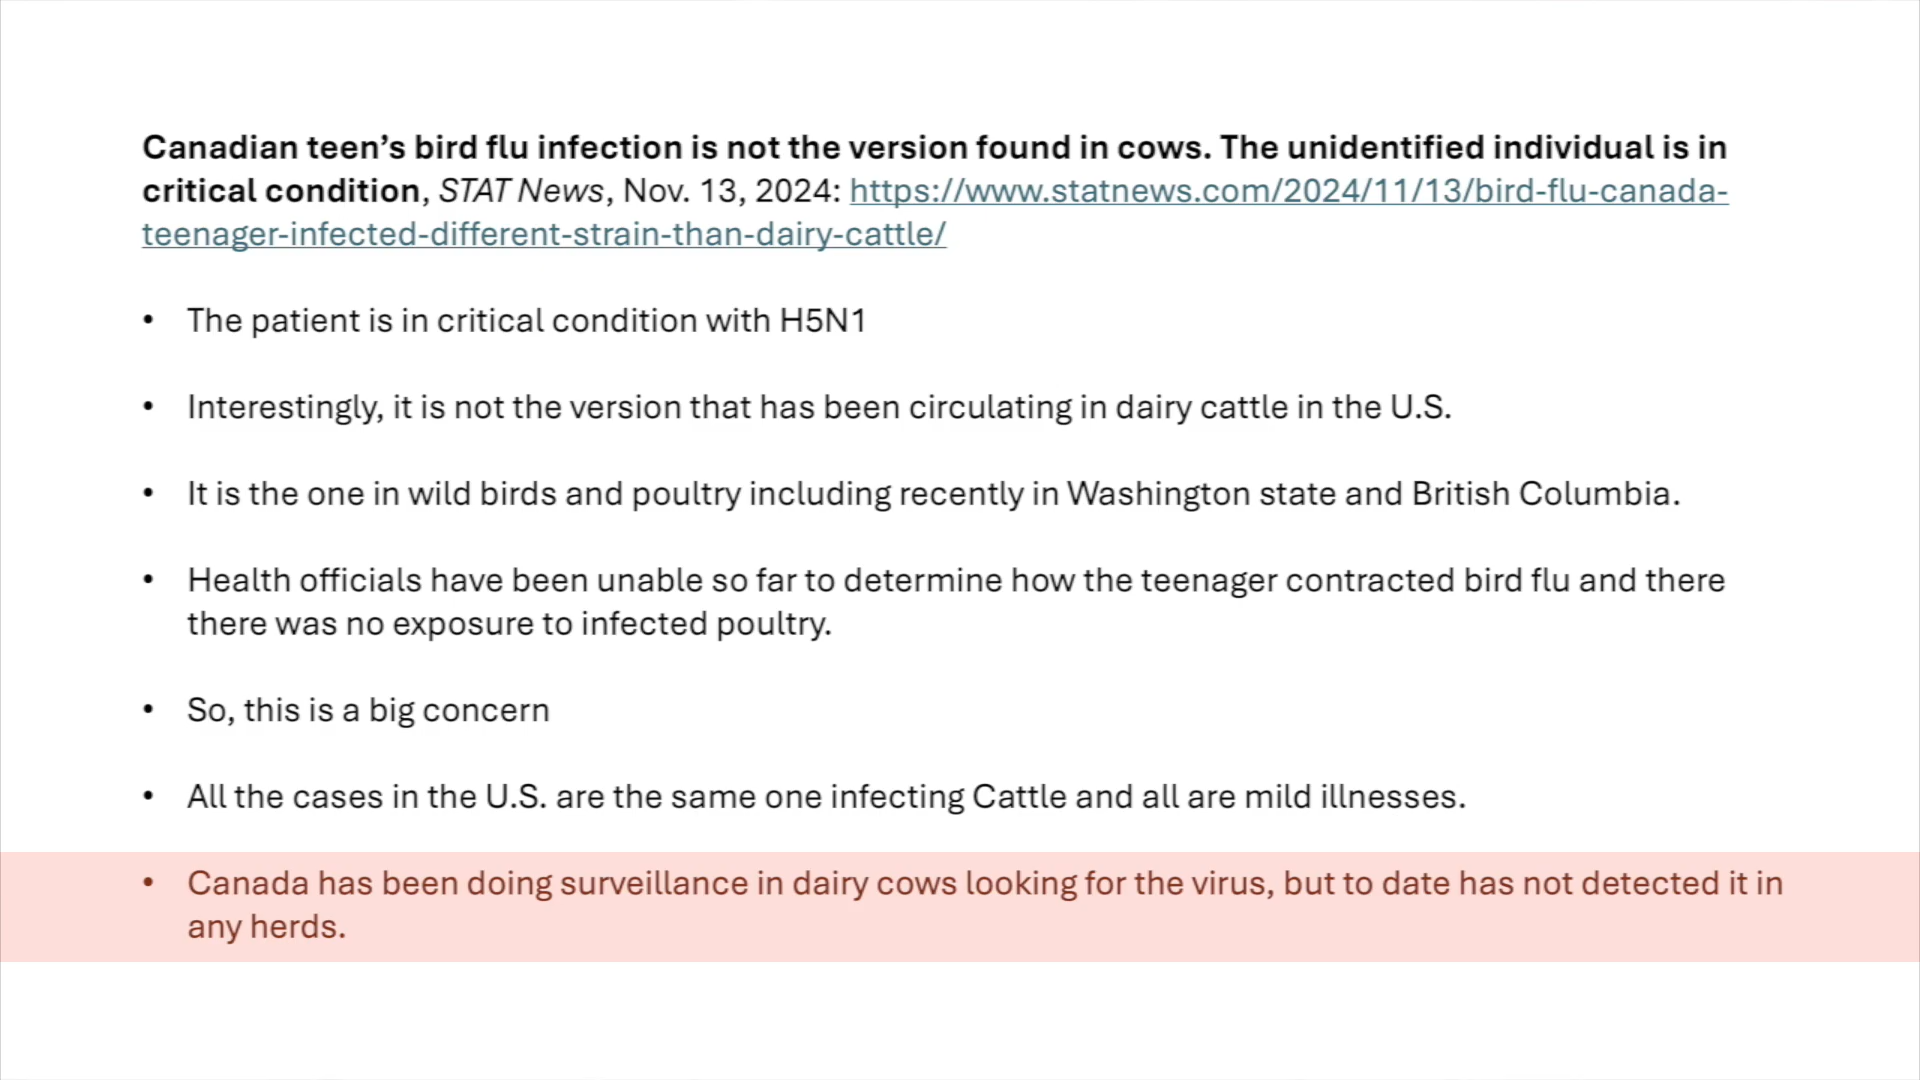 Canadian teen’s bird flu infection is not the version found in cows. The unidentified individual is in
critical condition, STAT News, Nov. 13, 2024: https://www.statnews.com/2024/11/13/bird-flu-canada-
teenager-infected-different-strain-than-dairy-cattle/
• The patient is in critical condition with H5N1
• Interestingly, it is not the version that has been circulating in dairy cattle in the U.S.
• It is the one in wild birds and poultry including recently in Washington state and British Columbia.
• Health officials have been unable so far to determine how the teenager contracted bird flu and there
there was no exposure to infected poultry.
• So, this is a big concern
• All the cases in the U.S. are the same one infecting Cattle and all are mild illnesses.
• Canada has been doing surveillance in dairy cows looking for the virus, but to date has not detected it in
any herds.